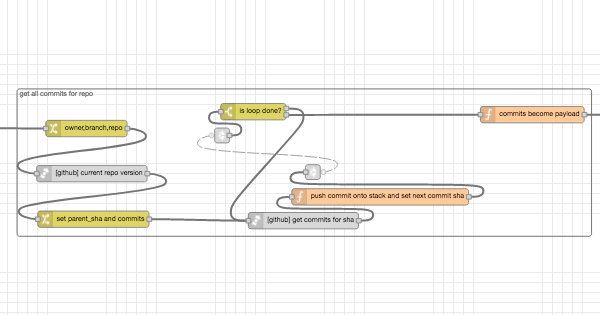 get all commits for repo
is loop done?
commits become payload
owner,branch,repo
[github] current repo version
push commit onto stack and set next commit sha
set parent_sha and commits
[github] get commits for sha